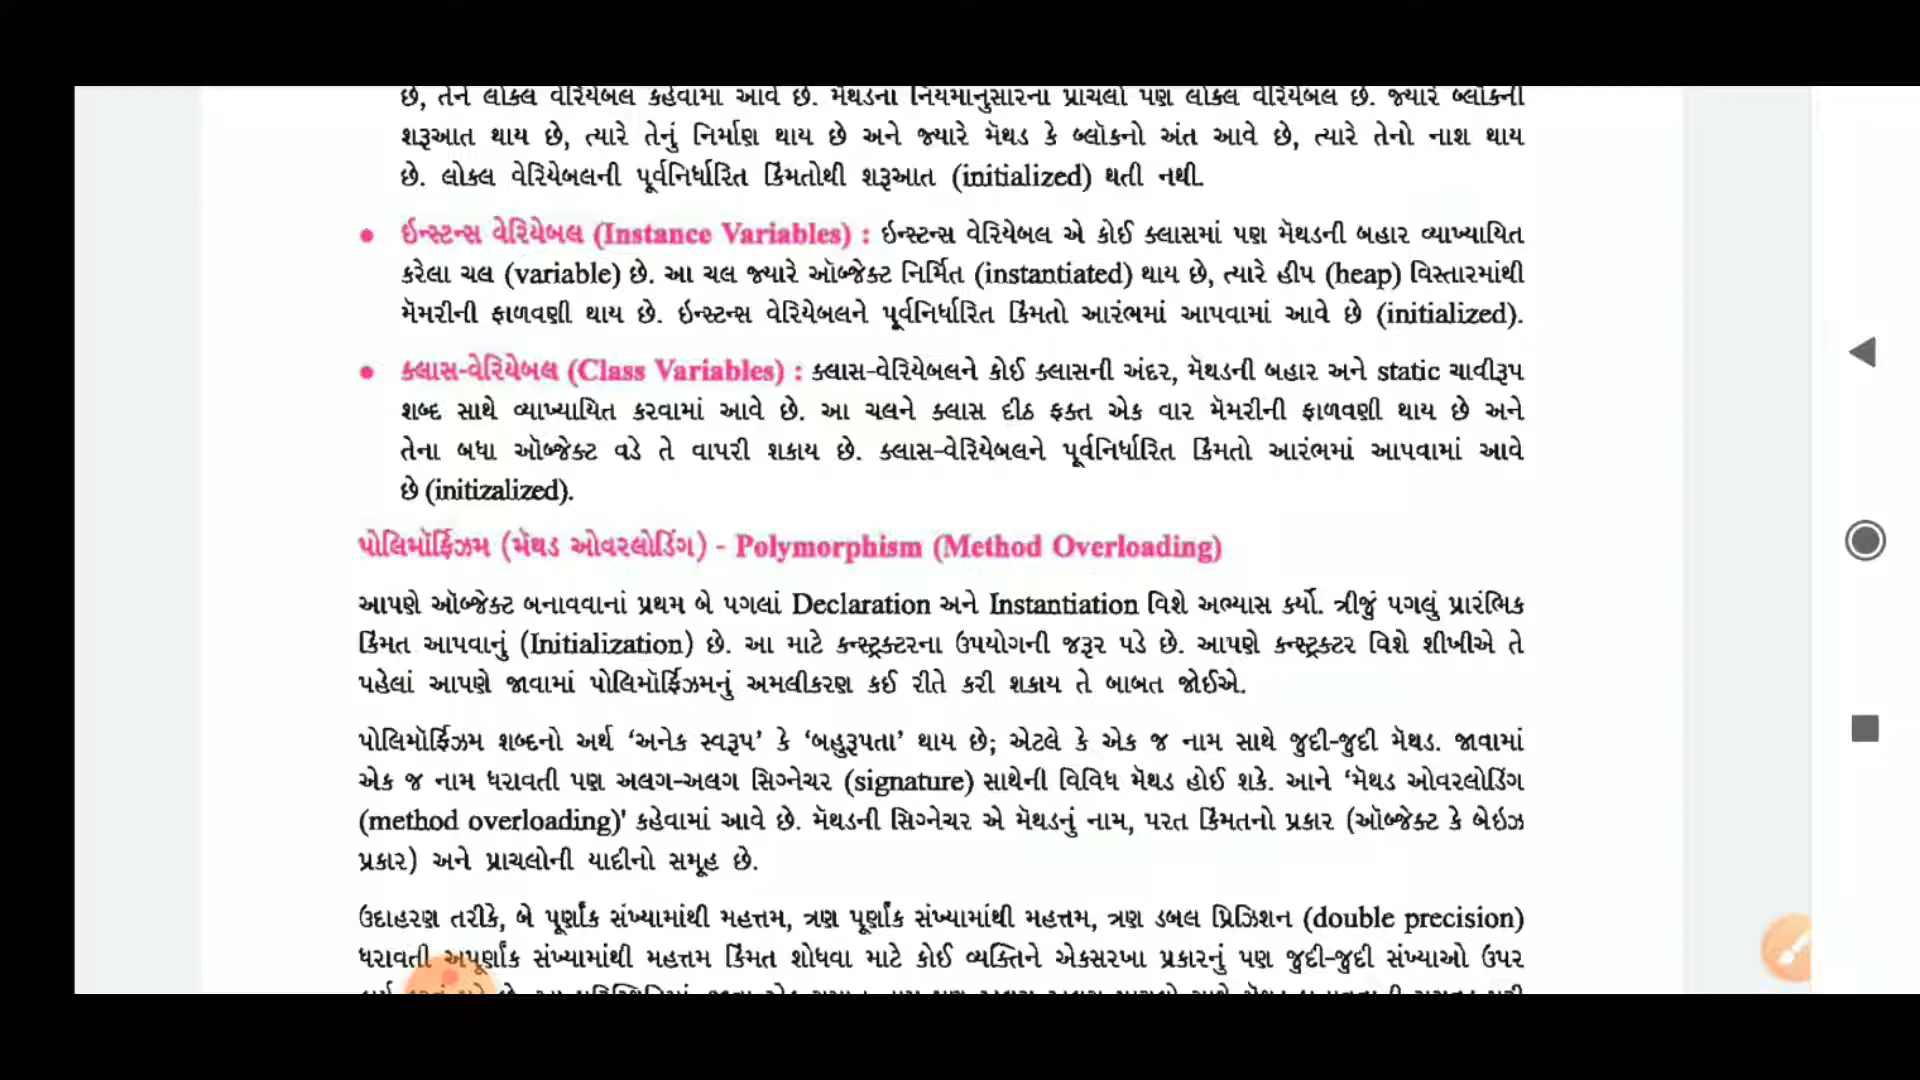 છે, તેને લોકલ વેરિયેબલ કહેવામાં આવે છે. મૅથડના નિયમાનુસારના પ્રાચલો પણ લોકલ વેરિયેબલ છે. જ્યારે બ્લૉકની
શરૂઆત થાય છે, ત્યારે તેનું નિર્માણ થાય છે અને જ્યારે મૅથડ કે બ્લૉકનો અંત આવે છે, ત્યારે તેનો નાશ થાય
છે. લોકલ વેરિયેબલની પૂર્વનિર્ધારિત કિંમતોથી શરૂઆત (initialized) થતી નથી.
• ઇન્સ્ટન્સ વેરિયેબલ (Instance Variables) : ઇન્સ્ટન્સ વેરિયેબલ એ કોઈ ક્લાસમાં પણ મૅથડની બહાર વ્યાખ્યાયિત
કરેલા ચલ (variable) છે. આ ચલ જ્યારે ઑબ્જેક્ટ નિર્મિત (instantiated) થાય છે, ત્યારે હીપ (heap) વિસ્તારમાંથી
મૅમરીની ફાળવણી થાય છે. ઇન્સ્ટન્સ વેરિયેબલને પૂર્વનિર્ધારિત કિંમતો આરંભમાં આપવામાં આવે છે (initialized).
• ક્લાસ-વેરિયેબલ (Class Variables) : ક્લાસ-વેરિયેબલને કોઈ ક્લાસની અંદર, મૅથડની બહાર અને static ચાવીરૂપ
શબ્દ સાથે વ્યાખ્યાયિત કરવામાં આવે છે. આ ચલને ક્લાસ દીઠ ફક્ત એક વાર મૅમરીની ફાળવણી થાય છે અને
તેના બધા ઑબ્જેક્ટ વડે તે વાપરી શકાય છે. ક્લાસ-વેરિયેબલને પૂર્વનિર્ધારિત કિંમતો આરંભમાં આપવામાં આવે
છે (initizalized).
પોલિમૉર્ફિઝમ (મૅથડ ઓવરલોડિંગ) - Polymorphism (Method Overloading)
આપણે ઑબ્જેક્ટ બનાવવાનાં પ્રથમ બે પગલાં Declaration અને Instantiation વિશે અભ્યાસ કર્યો. ત્રીજું પગલું પ્રારંભિક
કિંમત આપવાનું (Initialization) છે. આ માટે કન્સ્ટ્રક્ટરના ઉપયોગની જરૂર પડે છે. આપણે કન્સ્ટ્રક્ટર વિશે શીખીએ તે
પહેલાં આપણે જાવામાં પોલિમૉર્ફિઝમનું અમલીકરણ કઈ રીતે કરી શકાય તે બાબત જોઈએ.
પોલિમૉર્ફિઝમ શબ્દનો અર્થ ‘અનેક સ્વરૂપ’ કે ‘બહુરૂપતા’ થાય છે; એટલે કે એક જ નામ સાથે જુદી-જુદી મૅથડ. જાવામાં
એક જ નામ ધરાવતી પણ અલગ-અલગ સિગ્નેચર (signature) સાથેની વિવિધ મૅથડ હોઈ શકે. આને ‘મૅથડ ઓવરલોડિંગ
(method overloading)' કહેવામાં આવે છે. મૅથડની સિગ્નેચર એ મૅથડનું નામ, પરત કિંમતનો પ્રકાર (ઑબ્જેક્ટ કે બેઇઝ
પ્રકાર) અને પ્રાચલોની યાદીનો સમૂહ છે.
ઉદાહરણ તરીકે, બે પૂર્ણાંક સંખ્યામાંથી મહત્તમ, ત્રણ પૂર્ણાંક સંખ્યામાંથી મહત્તમ, ત્રણ ડબલ પ્રિઝિશન (double precision)
ધરાવતી અપૂર્ણાંક સંખ્યામાંથી મહત્તમ કિંમત શોધવા માટે કોઈ વ્યક્તિને એકસરખા પ્રકારનું પણ જુદી-જુદી સંખ્યાઓ ઉપર